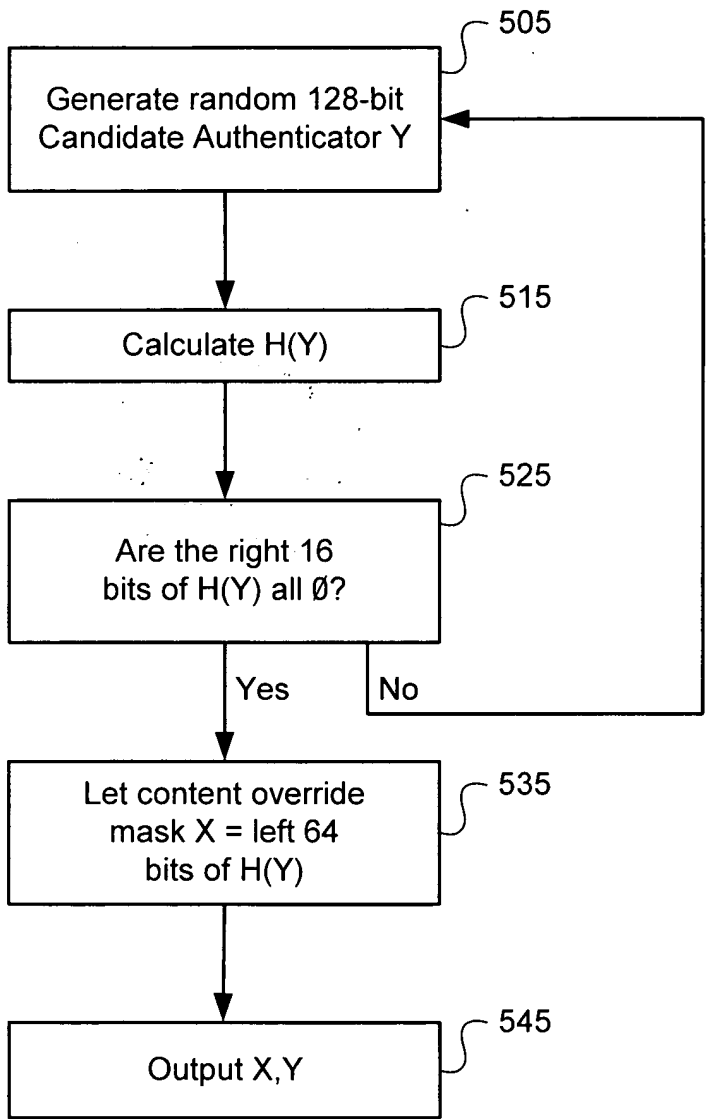 505
Generate random 128-bit
Candidate Authenticator Y
515
Calculate H(Y)
525
Are the right 16
bits of H(Y) all Ø?
Yes
No
535
Let content override
mask X = left 64
bits of H(Y)
545
Output X,Y